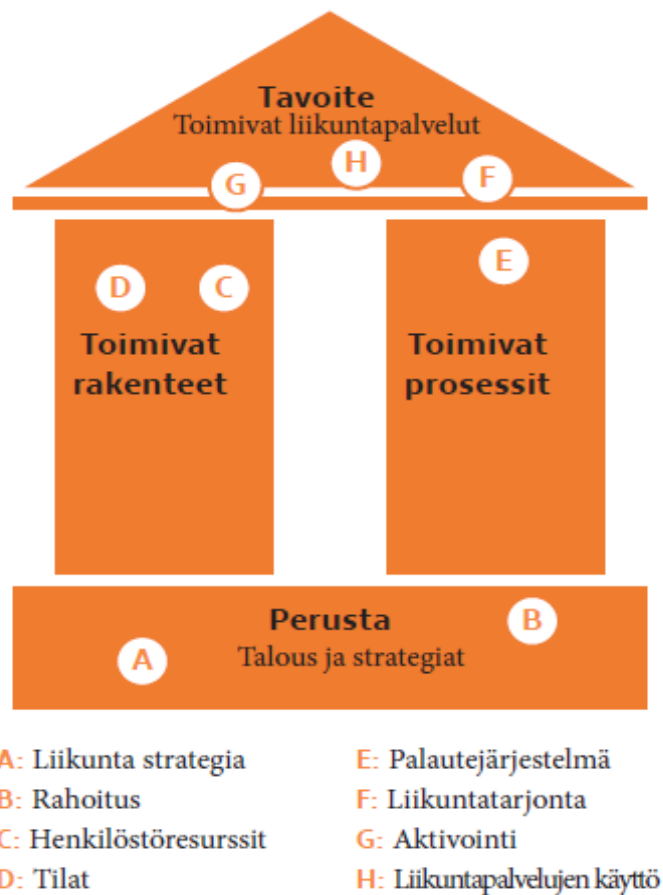 Tavoite
Toimivat liikuntapalvelut
H
G
F
D
C
E
Toimivat
rakenteet
Toimivat
prosessit
Perusta
B
Talous ja strategiat
A
A: Liikunta strategia
B: Rahoitus
C: Henkilöstöresurssit
D: Tilat
E: Palautejärjestelmä
F: Liikuntatarjonta
G: Aktivointi
H: Liikuntapalvelujen käyttö